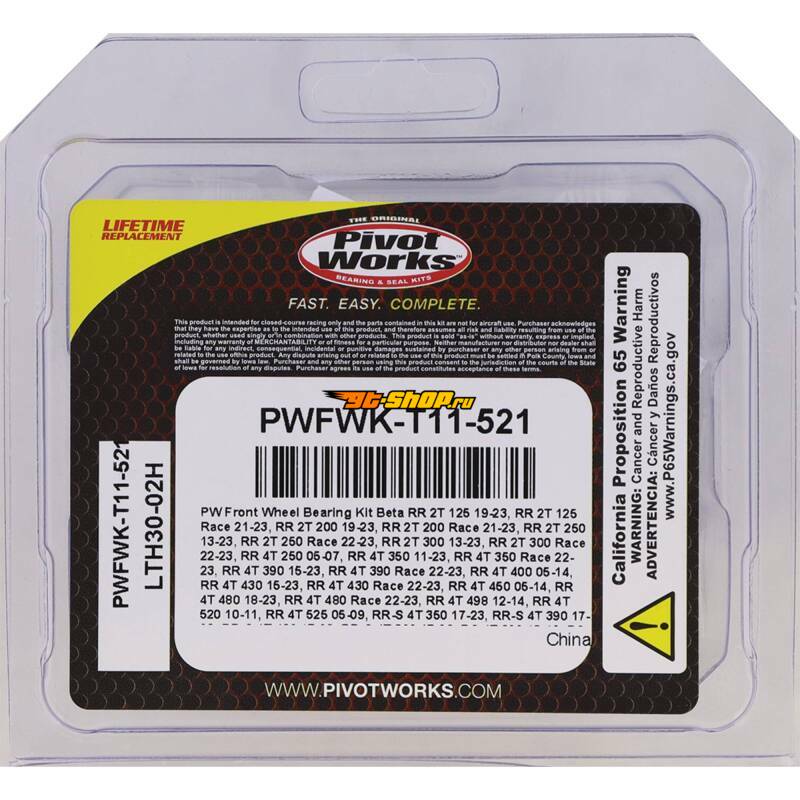 LIFETIME
REPLACEMENT
THE ORIGINAL
Pivot
Works™
BEARING & SEAL KITS
FAST. EASY. COMPLETE.
This product is intended for closed-course racing only and the parts contained in this kit are not for aircraft use. Purchaser acknowledges
that they have the expertise as to the intended use of this product, and therefore assumes all risk and liability resulting from use of the
product, whether used singly or in combination with other products. This product is sold "as-is" without warranty, express or implied,
including any warranty of MERCHANTABILITY or of fitness for a particular purpose. Neither manufacturer nor distributor nor dealer shall
be liable for any indirect, consequential, incidental or punitive damages sustained by purchaser or any other person arising from or
related to the use of this product. Any dispute arising out of or related to the use of this product must be settled in Polk County, Iowa and
shall be governed by Iowa law. Purchaser or any other person using this product consents to the jurisdiction of the courts of the State
of Iowa for resolution of any disputes. Purchaser agrees its use of the product constitutes acceptance of these terms.
gt-shop.ru
PWFWK-T11-521
PW Front Wheel Bearing Kit Beta RR 2T 125 19-23, RR 2T 125
Race 21-23, RR 2T 200 19-23, RR 2T 200 Race 21-23, RR 2T 250
13-23, RR 2T 250 Race 22-23, RR 2T 300 13-23, RR 2T 300 Race
22-23, RR 4T 250 05-07, RR 4T 350 11-23, RR 4T 350 Race 22-
23, RR 4T 390 15-23, RR 4T 390 Race 22-23, RR 4T 400 05-14,
RR 4T 430 15-23, RR 4T 430 Race 22-23, RR 4T 450 05-14, RR
4T 480 18-23, RR 4T 480 Race 22-23, RR 4T 498 12-14, RR 4T
520 10-11, RR 4T 525 05-09, RR-S 4T 350 17-23, RR-S 4T 390 17-
China
PWFWK-T11-521
LTH30-02H
California Proposition 65 Warning
WARNING: Cancer and Reproductive Harm
ADVERTENCIA: Cáncer y Daños Reproductivos
www.P65Warnings.ca.gov
WWW.PIVOTWORKS.COM